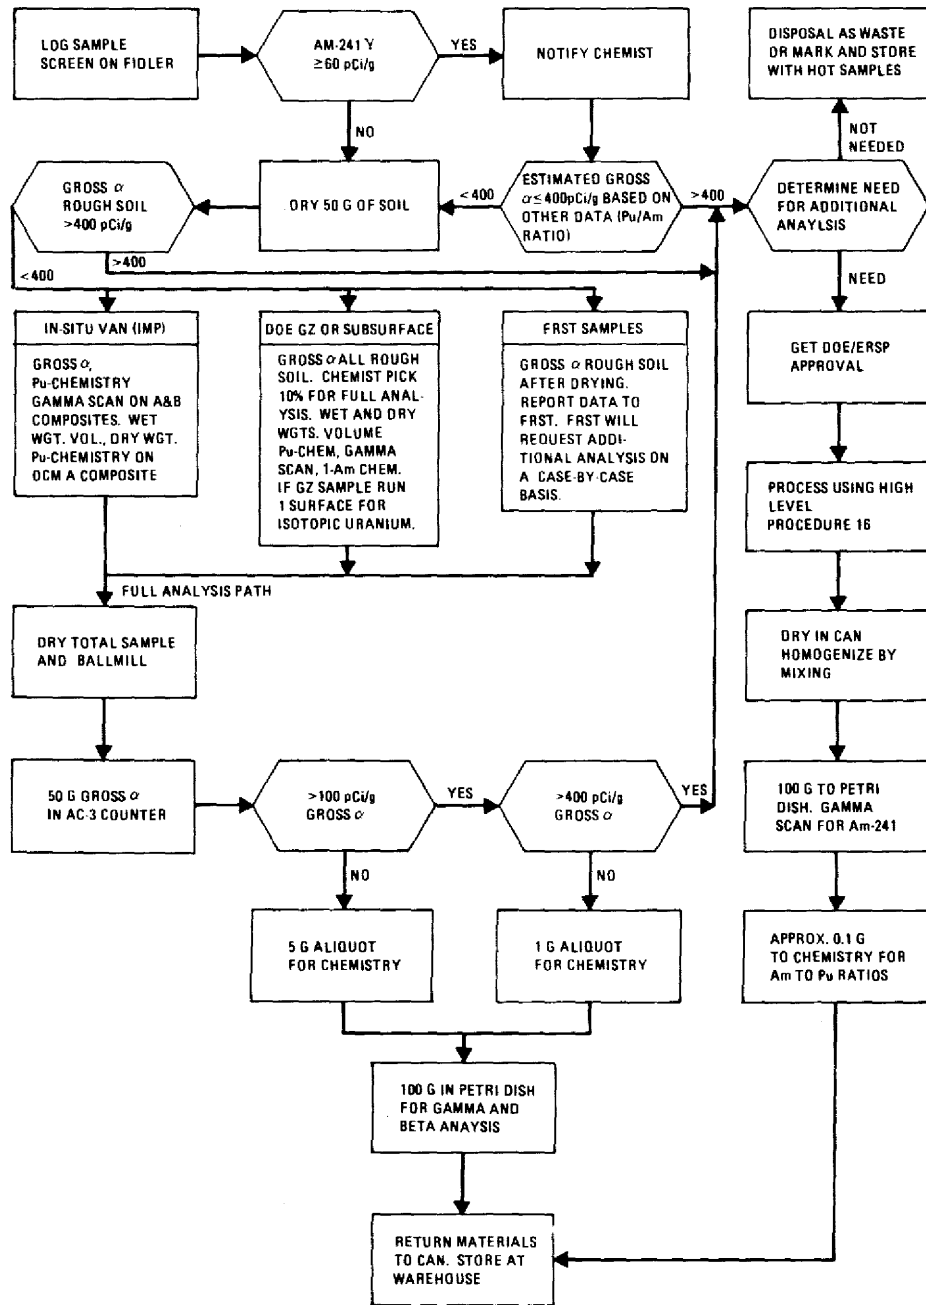 LOG SAMPLE
SCREEN ON FIDLER
AM-241 γ
≥60 pCi/g
YES
NOTIFY CHEMIST
DISPOSAL AS WASTE
OR MARK AND STORE
WITH HOT SAMPLES
NO
NOT
NEEDED
GROSS α
ROUGH SOIL
>400 pCi/g
DRY 50 G OF SOIL
<400
ESTIMATED GROSS
α≤400pCi/g BASED ON
OTHER DATA (Pu/Am
RATIO)
>400
DETERMINE NEED
FOR ADDITIONAL
ANAYLSIS
<400
>400
NEED
IN-SITU VAN (IMP)
GROSS α,
Pu-CHEMISTRY
GAMMA SCAN ON A&B
COMPOSITES. WET
WGT. VOL., DRY WGT.
Pu-CHEMISTRY ON
OCM A COMPOSITE
DOE GZ OR SUBSURFACE
GROSS α ALL ROUGH
SOIL. CHEMIST PICK
10% FOR FULL ANAL-
YSIS. WET AND DRY
WGTS. VOLUME
Pu-CHEM, GAMMA
SCAN, 1-Am CHEM.
IF GZ SAMPLE RUN
1 SURFACE FOR
ISOTOPIC URANIUM.
FRST SAMPLES
GROSS α ROUGH SOIL
AFTER DRYING.
REPORT DATA TO
FRST. FRST WILL
REQUEST ADDI-
TIONAL ANALYSIS ON
A CASE-BY-CASE
BASIS.
GET DOE/ERSP
APPROVAL
PROCESS USING HIGH
LEVEL
PROCEDURE 16
FULL ANALYSIS PATH
DRY TOTAL SAMPLE
AND BALLMILL
DRY IN CAN
HOMOGENIZE BY
MIXING
50 G GROSS α
IN AC-3 COUNTER
>100 pCi/g
GROSS α
YES
>400 pCi/g
GROSS α
YES
100 G TO PETRI
DISH. GAMMA
SCAN FOR Am-241
NO
NO
5 G ALIQUOT
FOR CHEMISTRY
1 G ALIQUOT
FOR CHEMISTRY
APPROX. 0.1 G
TO CHEMISTRY FOR
Am TO Pu RATIOS
100 G IN PETRI DISH
FOR GAMMA AND
BETA ANAYSIS
RETURN MATERIALS
TO CAN. STORE AT
WAREHOUSE